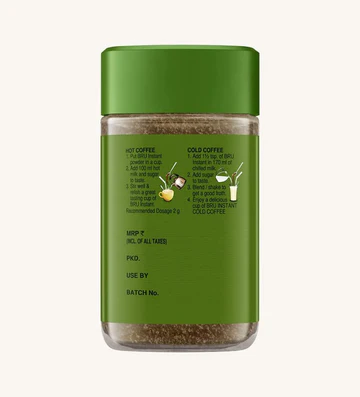 HOT COFFEE
1. Put BRU Instant
powder in a cup.
2. Add 100 ml hot
milk and sugar
to taste.
3. Stir well &
relish a great
tasting cup of
BRU Instant.
Recommended Dosage 2 g.
COLD COFFEE
1. Add 1½ tsp. of BRU
Instant in 170 ml of
chilled milk.
2. Add sugar
to taste.
3. Blend / shake to
get a good froth.
4. Enjoy a delicious
cup of BRU INSTANT
COLD COFFEE.
MRP ₹
(INCL. OF ALL TAXES)
PKD.
USE BY
BATCH No.